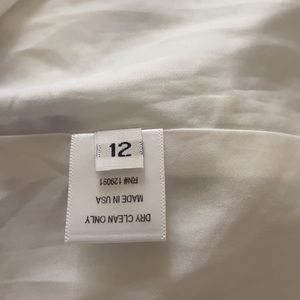 12
DRY CLEAN ONLY
MADE IN USA
RN# 129091